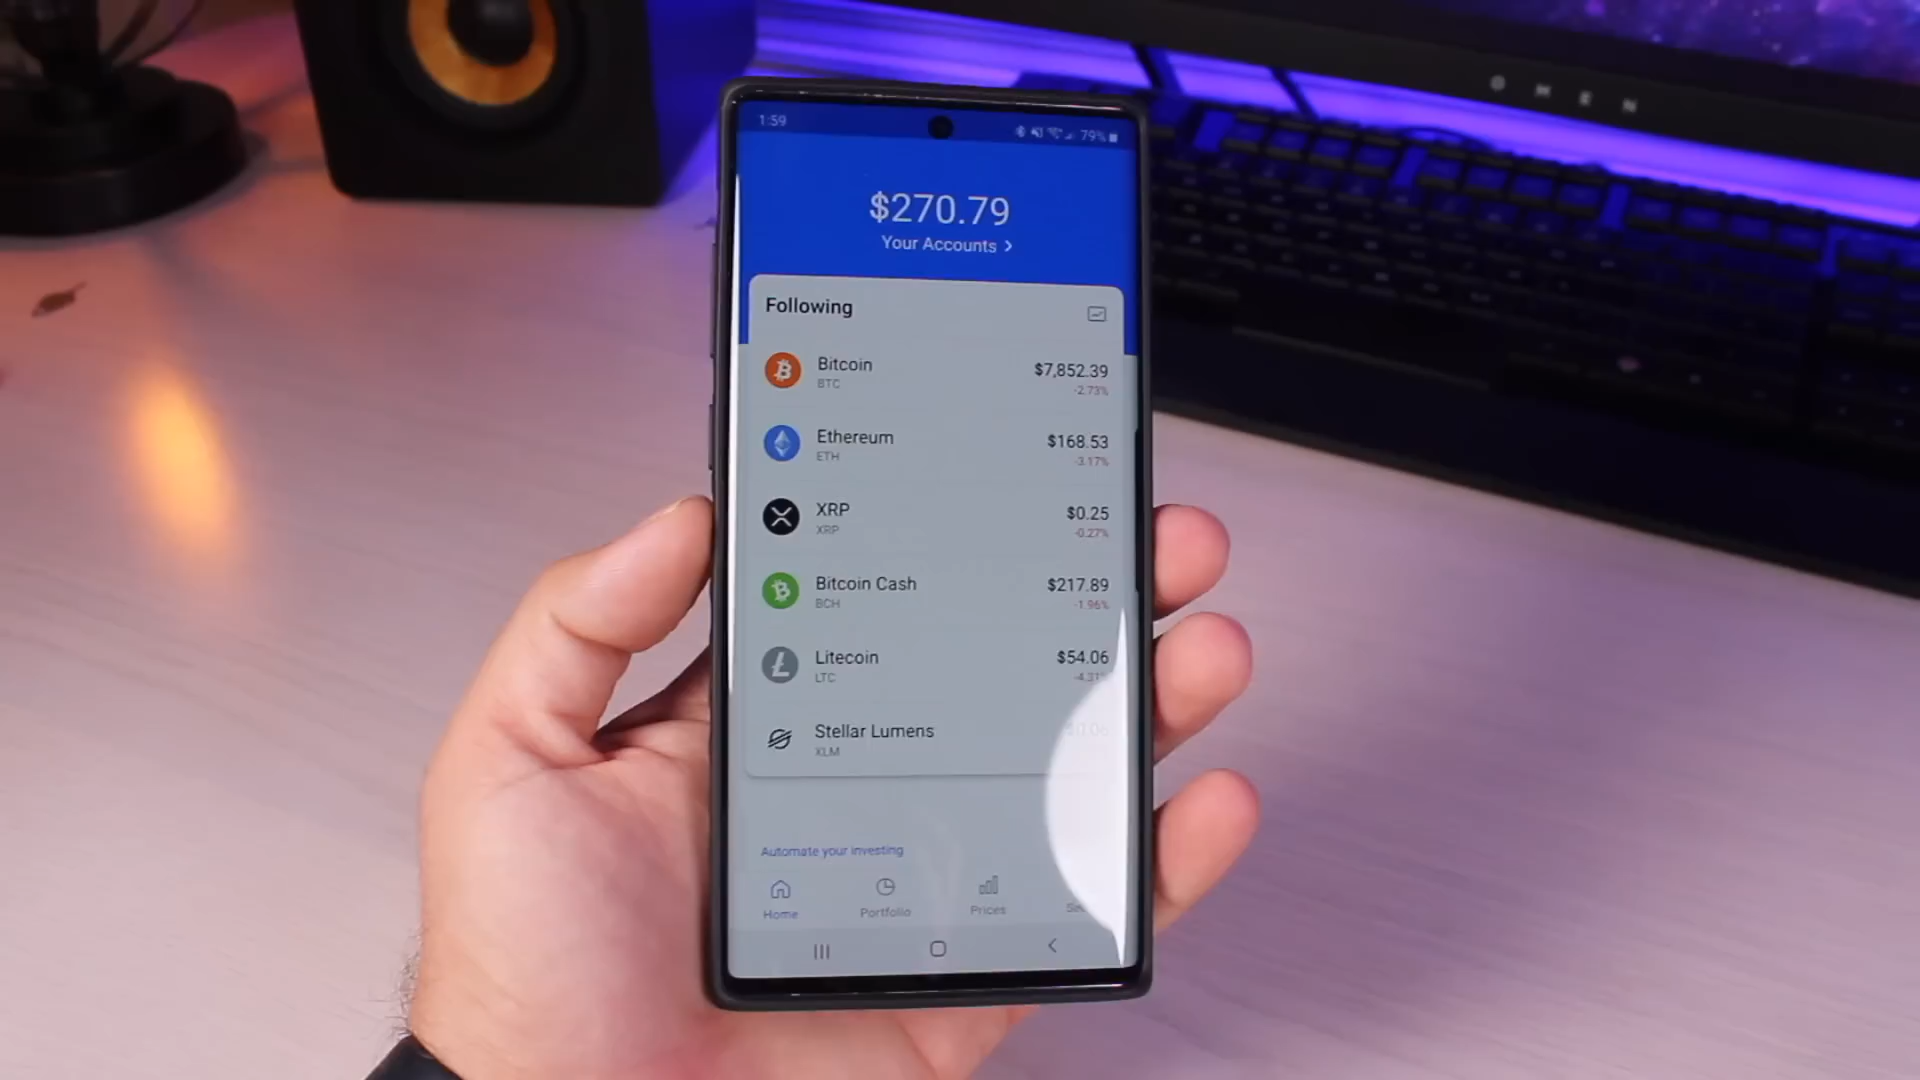 OMEN
1:59
79%
$270.79
Your Accounts >
Following
Bitcoin
$7,852.39
BTC
-2.73%
Ethereum
$168.53
ETH
-3.17%
XRP
$0.25
XRP
-0.27%
Bitcoin Cash
$217.89
BCH
-1.96%
Litecoin
$54.06
LTC
Stellar Lumens
XLM
Automate your investing
Home
Portfolio
Prices